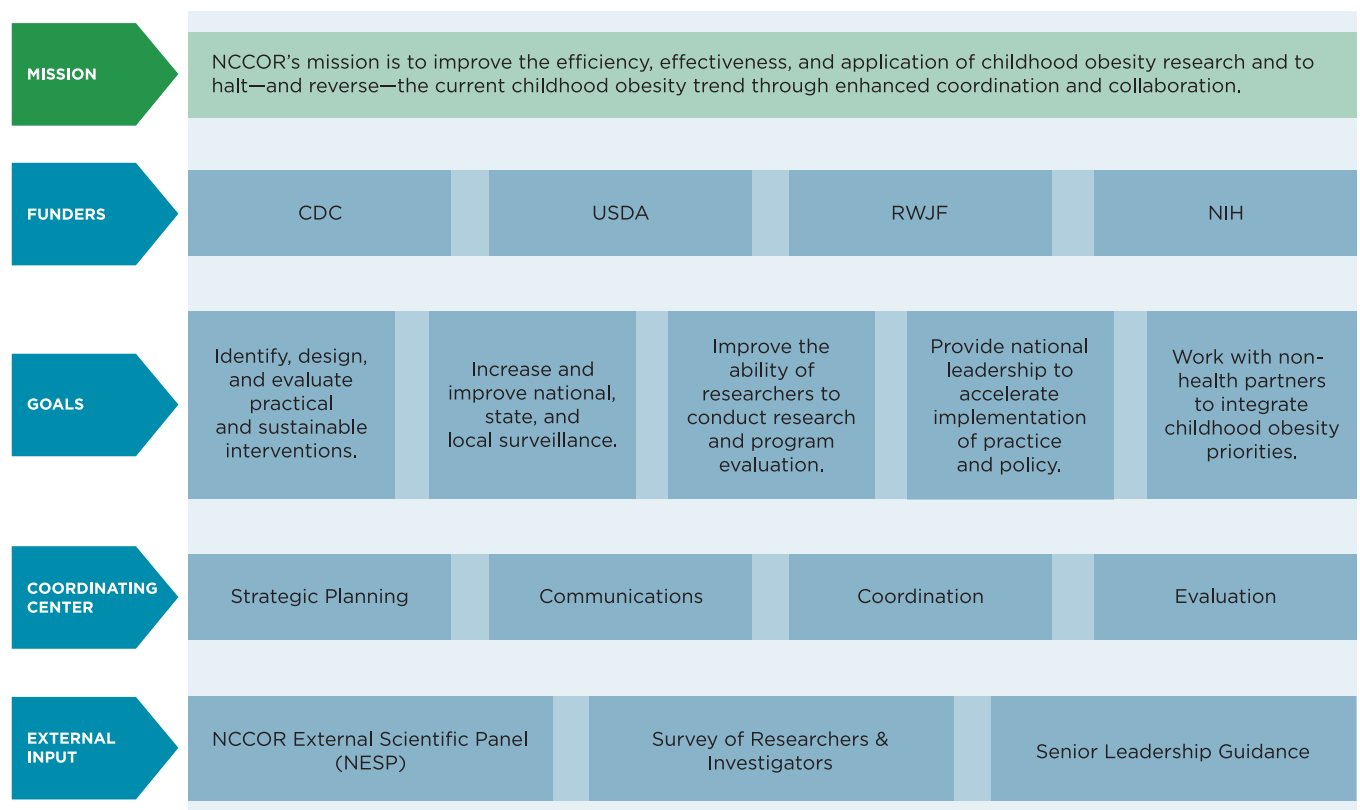 MISSION
NCCOR's mission is to improve the efficiency, effectiveness, and application of childhood obesity research and to
halt—and reverse—the current childhood obesity trend through enhanced coordination and collaboration.
FUNDERS
CDC
USDA
RWJF
NIH
GOALS
Identify, design,
and evaluate
practical
and sustainable
interventions.
Increase and
improve national,
state, and
local surveillance.
Improve the
ability of
researchers to
conduct research
and program
evaluation.
Provide national
leadership to
accelerate
implementation
of practice
and policy.
Work with non-
health partners
to integrate
childhood obesity
priorities.
COORDINATING
CENTER
Strategic Planning
Communications
Coordination
Evaluation
EXTERNAL
INPUT
NCCOR External Scientific Panel
(NESP)
Survey of Researchers &
Investigators
Senior Leadership Guidance